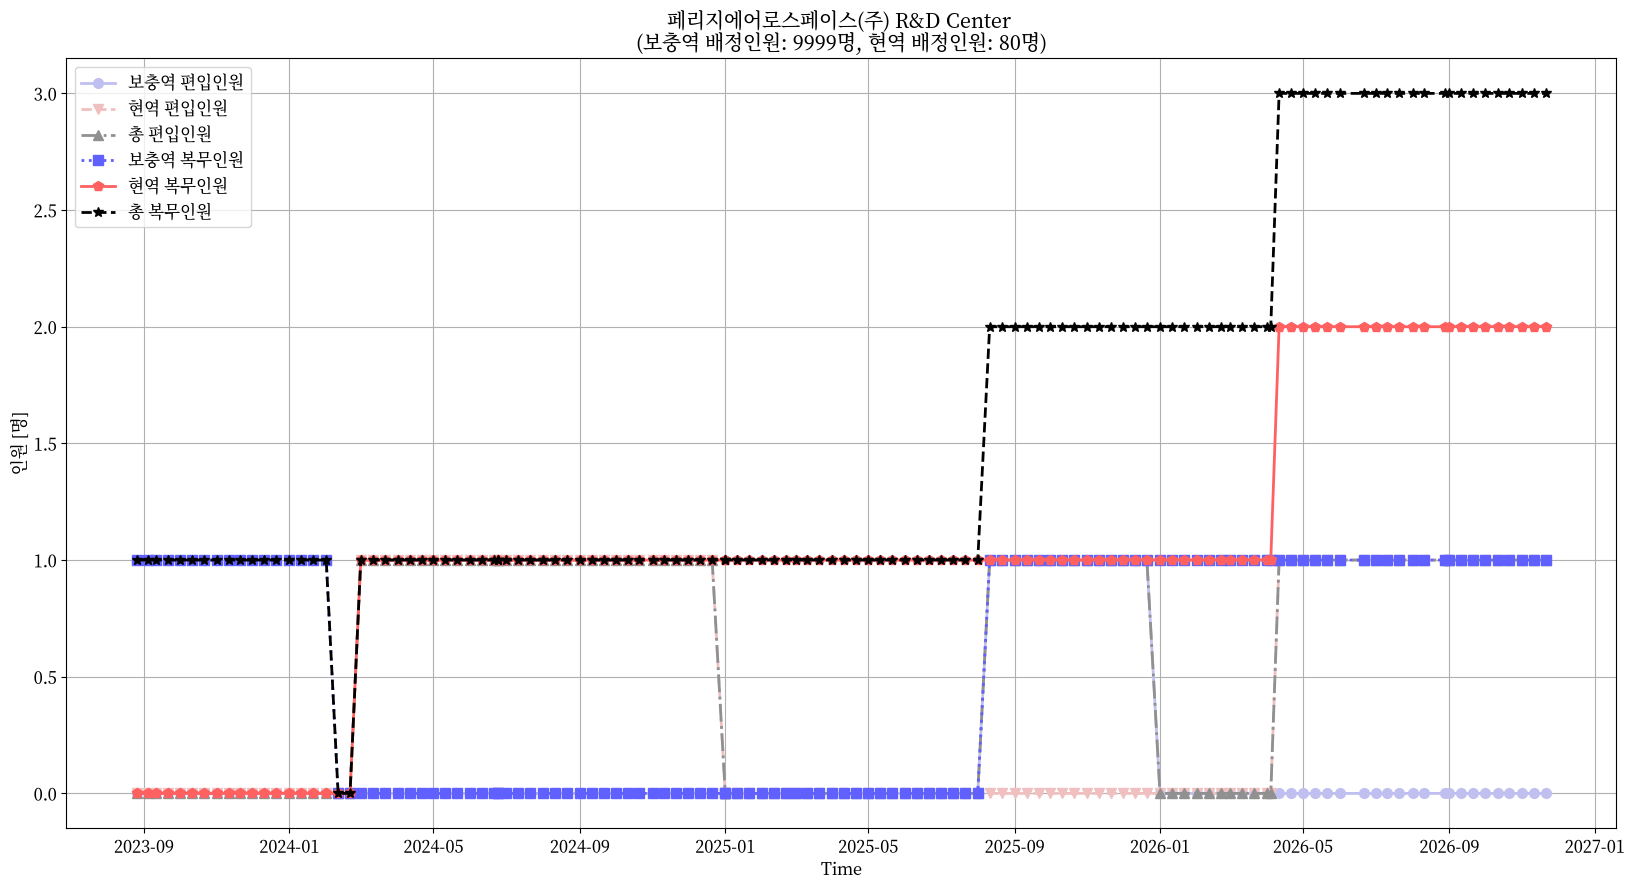 페리지에어로스페이스(주) R&D Center
(보충역 배정인원: 9999명, 현역 배정인원: 80명)
보충역 편입인원
현역 편입인원
총 편입인원
보충역 복무인원
현역 복무인원
총 복무인원
인원 [명]
3.0
2.5
2.0
1.5
1.0
0.5
0.0
2023-09
2024-01
2024-05
2024-09
2025-01
2025-05
2025-09
2026-01
2026-05
2026-09
2027-01
Time